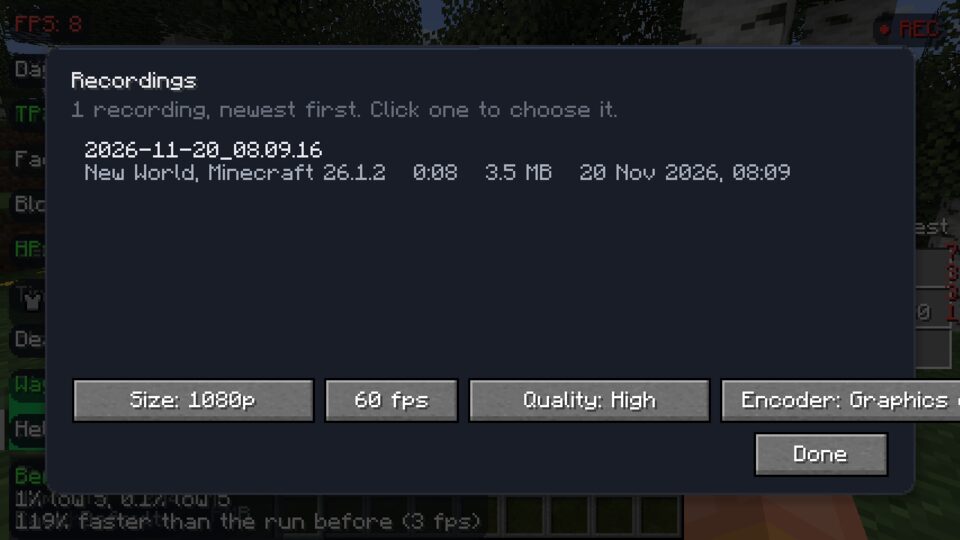 FPS: 8
REC
Recordings
1 recording, newest first. Click one to choose it.
2026-11-20_08.09.16
New World, Minecraft 26.1.2 0:08 3.5 MB 20 Nov 2026, 08:09
Size: 1080p
60 fps
Quality: High
Encoder: Graphics
Done
1% low 5, 0.1% low 5
119% faster than the run before (3 fps)